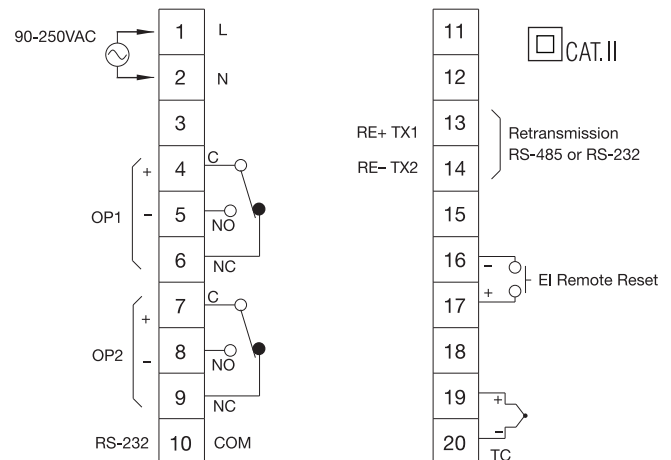 90-250VAC
1 L
2 N
3
OP1
+ 4 C
− 5 NO
6 NC
OP2
+ 7 C
− 8 NO
9 NC
RS-232 10 COM
11
CAT. II
12
RE+ TX1 13
RE− TX2 14
Retransmission
RS-485 or RS-232
15
16 −
EI Remote Reset
17 +
18
19 +
20 −
TC